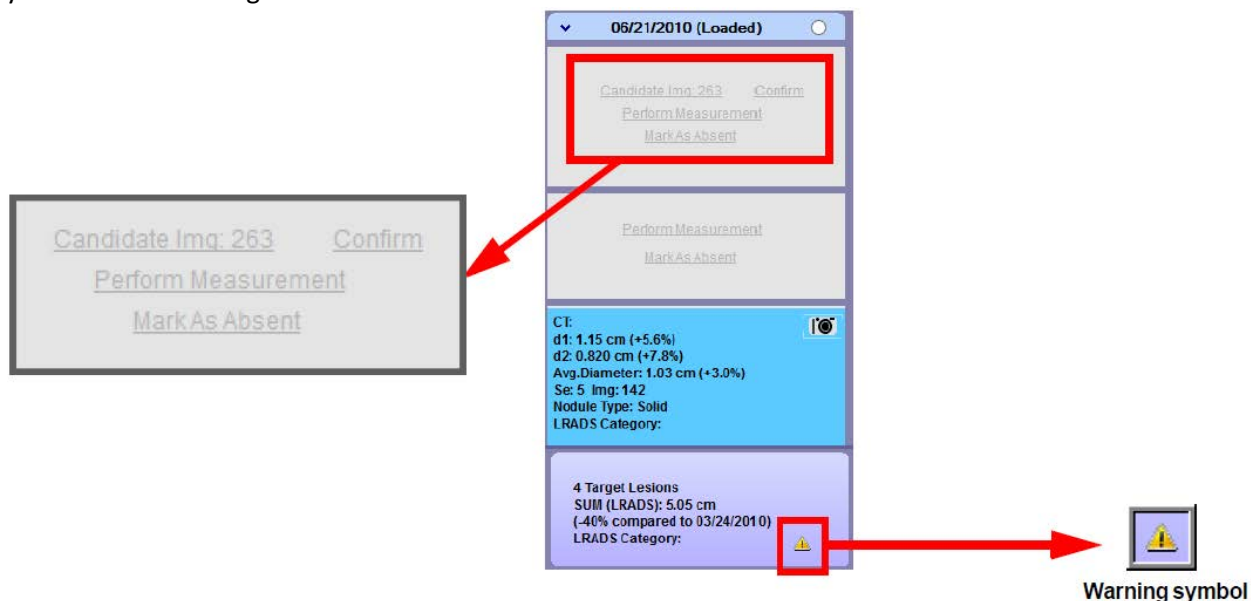 06/21/2010 (Loaded)
Candidate Img: 263 Confirm
Perform Measurement
Mark As Absent
Candidate Img: 263 Confirm
Perform Measurement
Mark As Absent
Perform Measurement
Mark As Absent
CT:
d1: 1.15 cm (+5.6%)
d2: 0.820 cm (+7.8%)
Avg.Diameter: 1.03 cm (+3.0%)
Se: 5 Img: 142
Nodule Type: Solid
LRADS Category:
4 Target Lesions
SUM (LRADS): 5.05 cm
(-40% compared to 03/24/2010)
LRADS Category:
Warning symbol